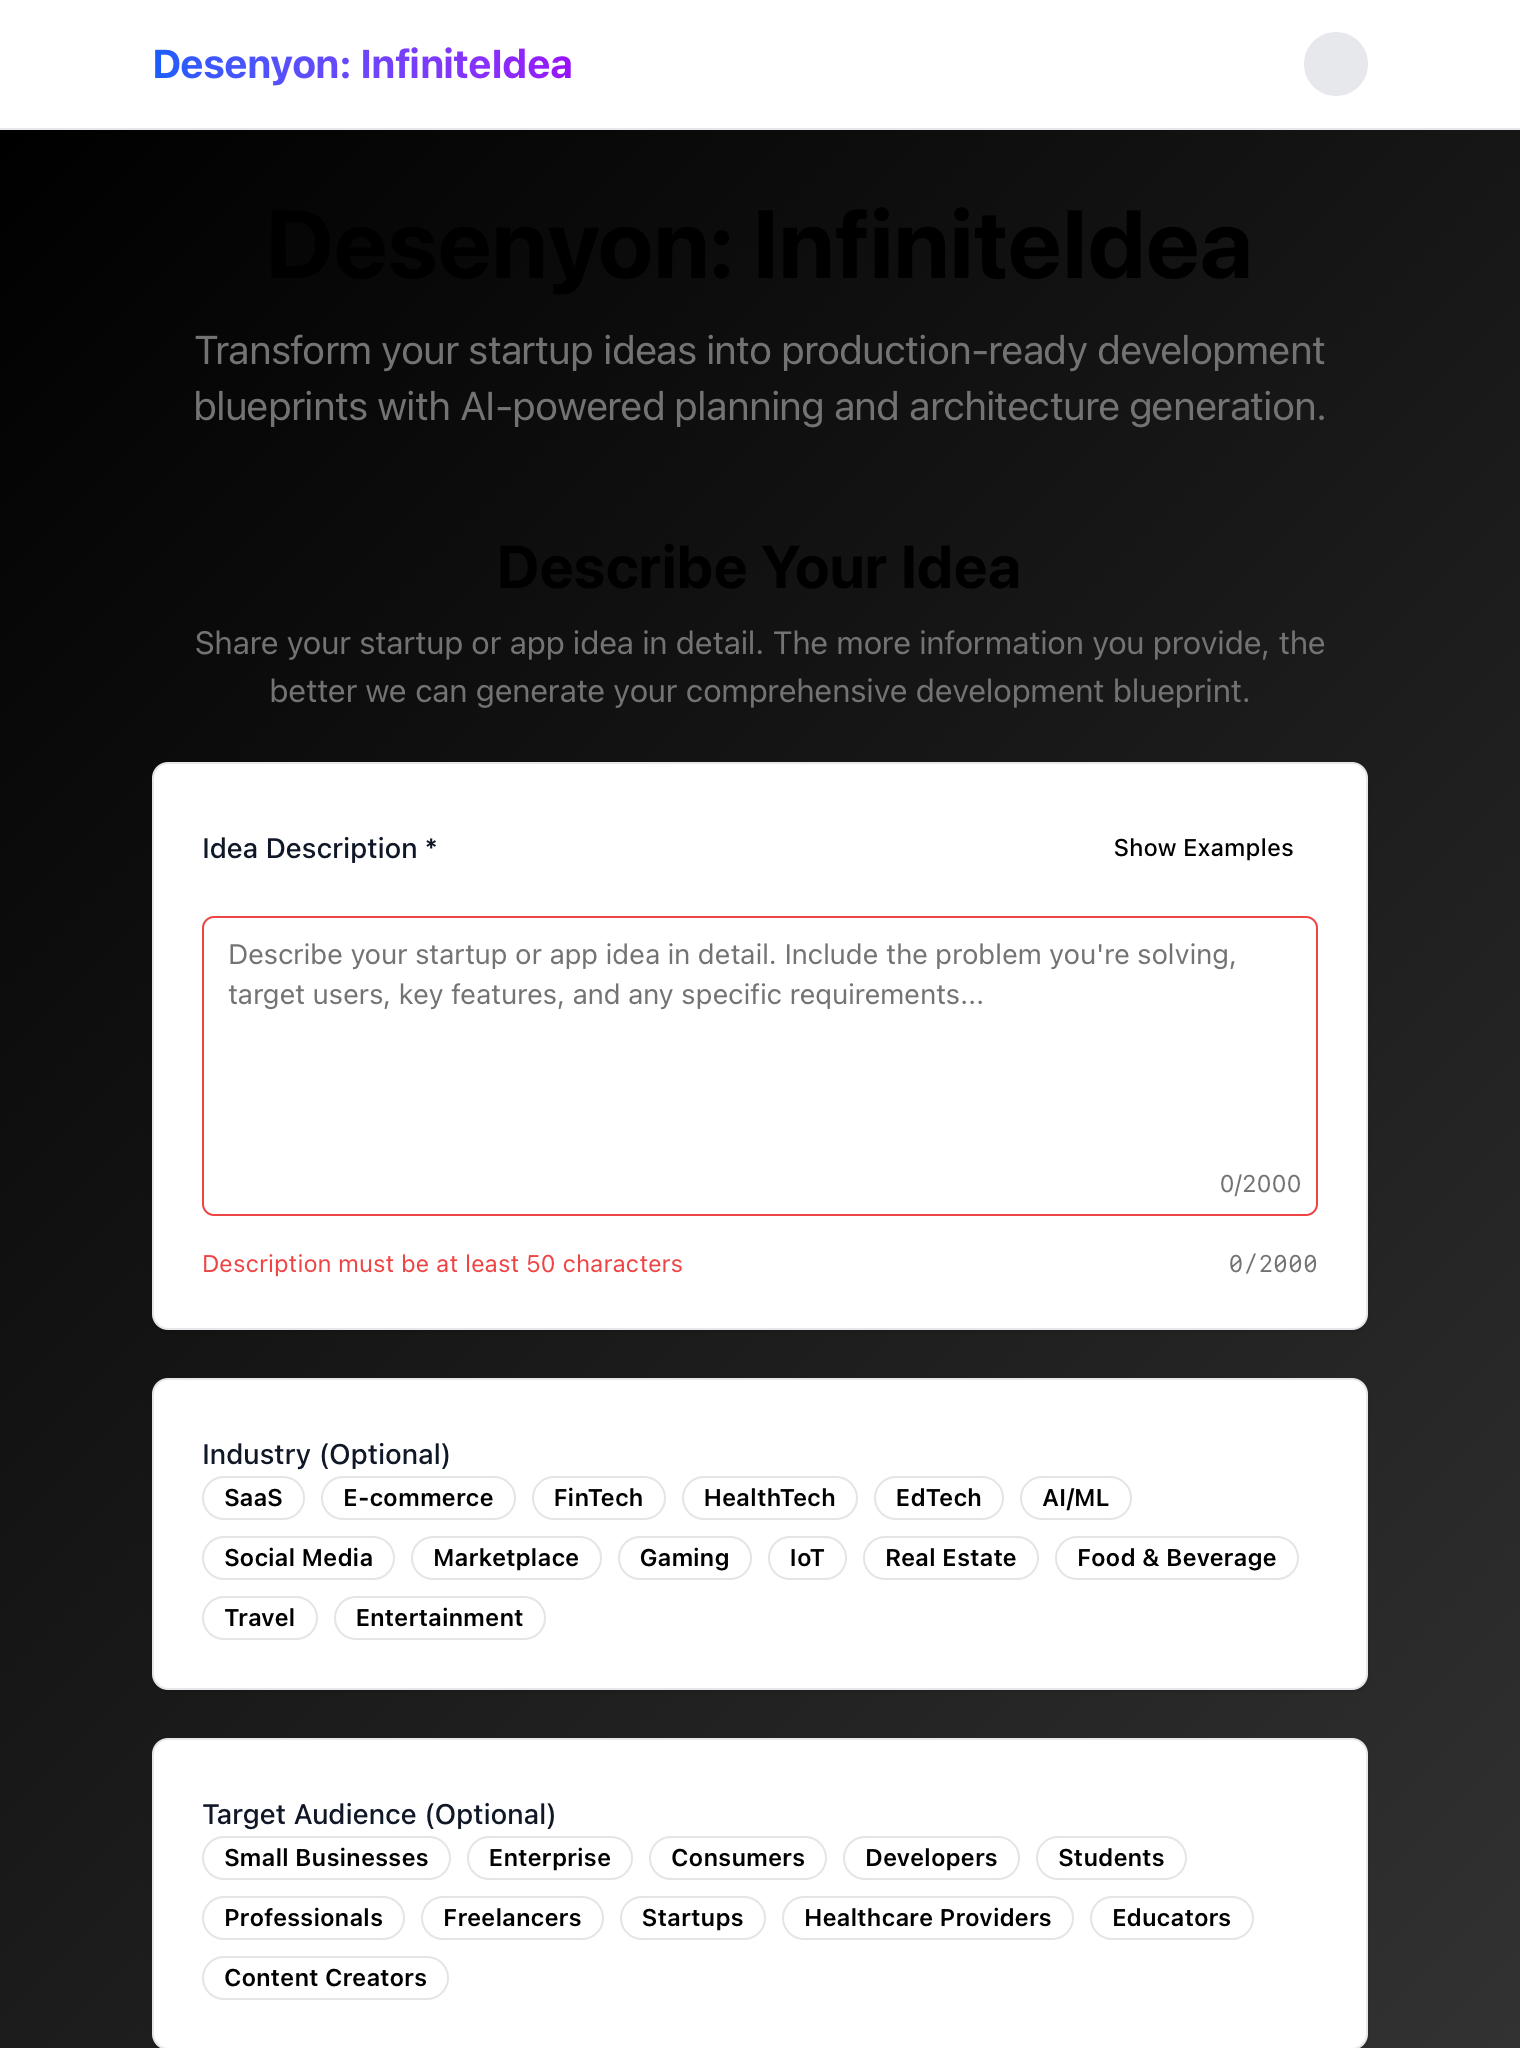 Desenyon: InfiniteIdea
Desenyon: InfiniteIdea
Transform your startup ideas into production-ready development
blueprints with AI-powered planning and architecture generation.
Describe Your Idea
Share your startup or app idea in detail. The more information you provide, the
better we can generate your comprehensive development blueprint.
Idea Description *
Show Examples
Describe your startup or app idea in detail. Include the problem you're solving,
target users, key features, and any specific requirements...
0/2000
Description must be at least 50 characters
0/2000
Industry (Optional)
SaaS E-commerce FinTech HealthTech EdTech AI/ML
Social Media Marketplace Gaming IoT Real Estate Food & Beverage
Travel Entertainment
Target Audience (Optional)
Small Businesses Enterprise Consumers Developers Students
Professionals Freelancers Startups Healthcare Providers Educators
Content Creators